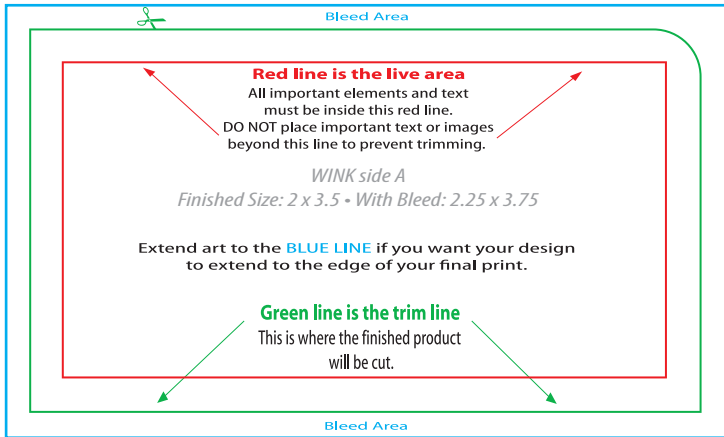 Bleed Area
Red line is the live area
All important elements and text
must be inside this red line.
DO NOT place important text or images
beyond this line to prevent trimming.
WINK side A
Finished Size: 2 x 3.5 • With Bleed: 2.25 x 3.75
Extend art to the BLUE LINE if you want your design
to extend to the edge of your final print.
Green line is the trim line
This is where the finished product
will be cut.
Bleed Area